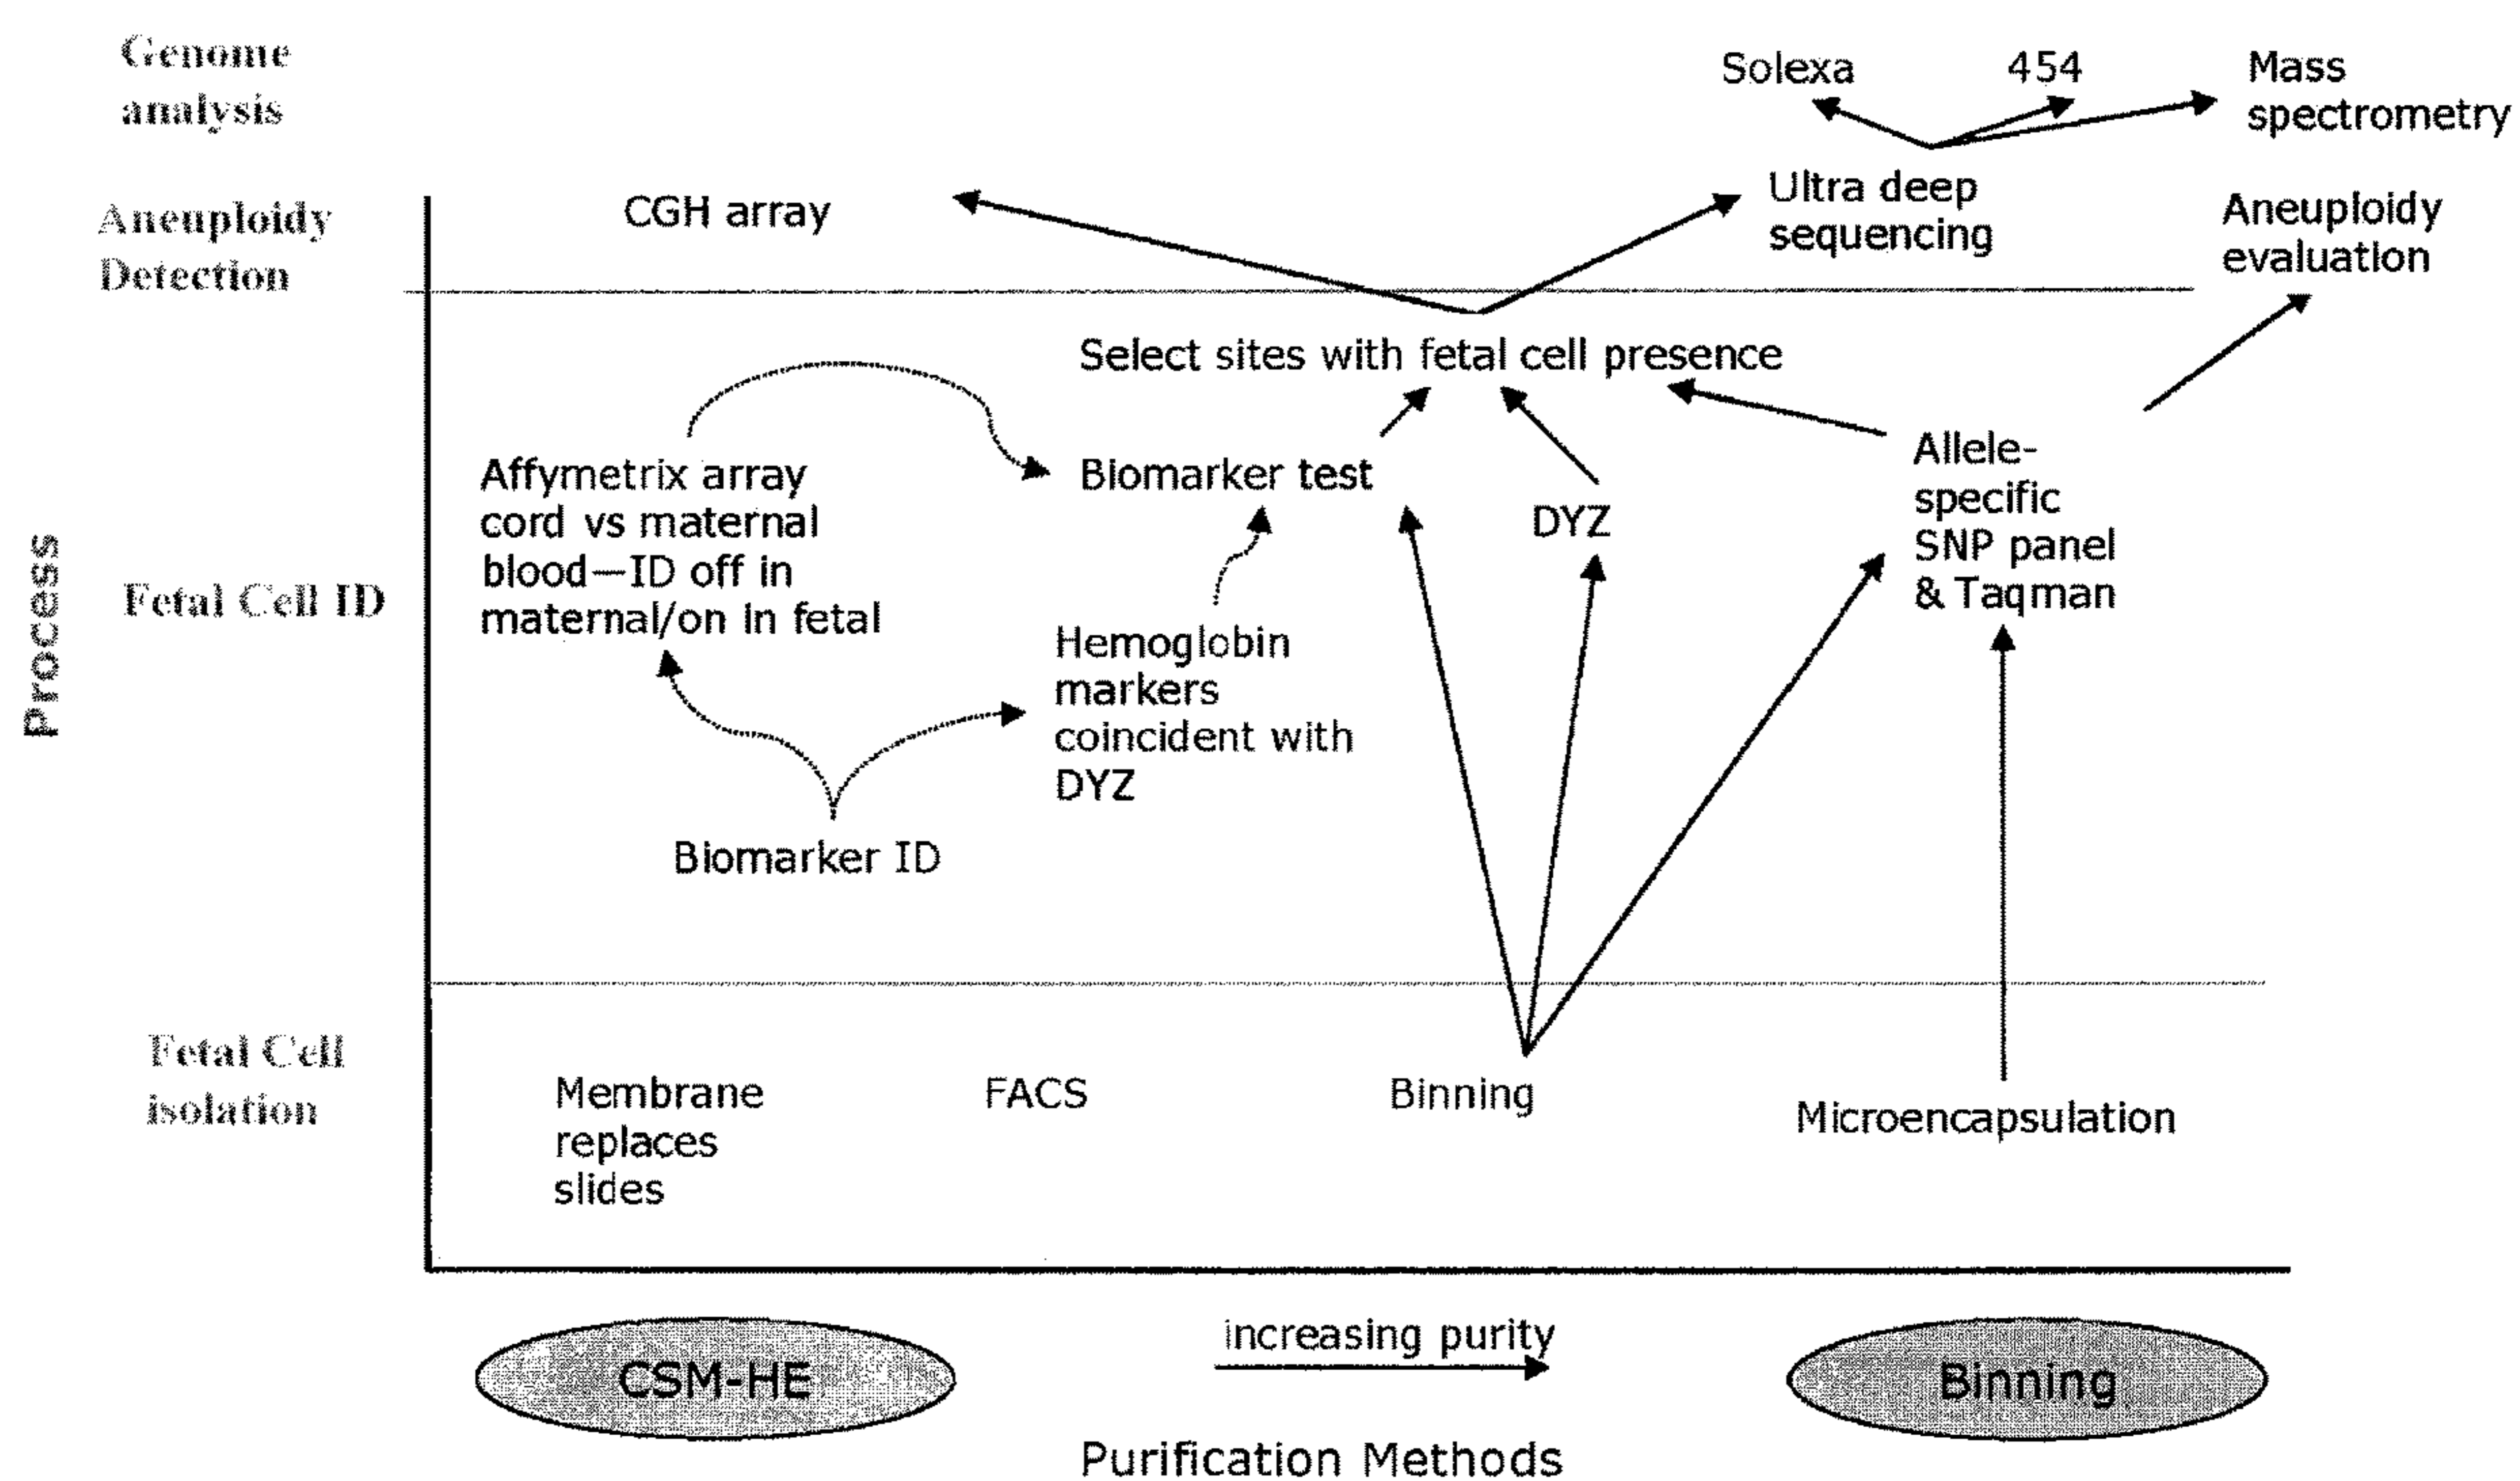 Genome
analysis
Solexa
454
Mass
spectrometry
Aneuploidy
Detection
CGH array
Ultra deep
sequencing
Aneuploidy
evaluation
Select sites with fetal cell presence
Process
Fetal Cell ID
Affymetrix array
cord vs maternal
blood—ID off in
maternal/on in fetal
Biomarker test
DYZ
Allele-
specific
SNP panel
& Taqman
Hemoglobin
markers
coincident with
DYZ
Biomarker ID
Fetal Cell
isolation
Membrane
replaces
slides
FACS
Binning
Microencapsulation
CSM-HE
increasing purity
Binning
Purification Methods